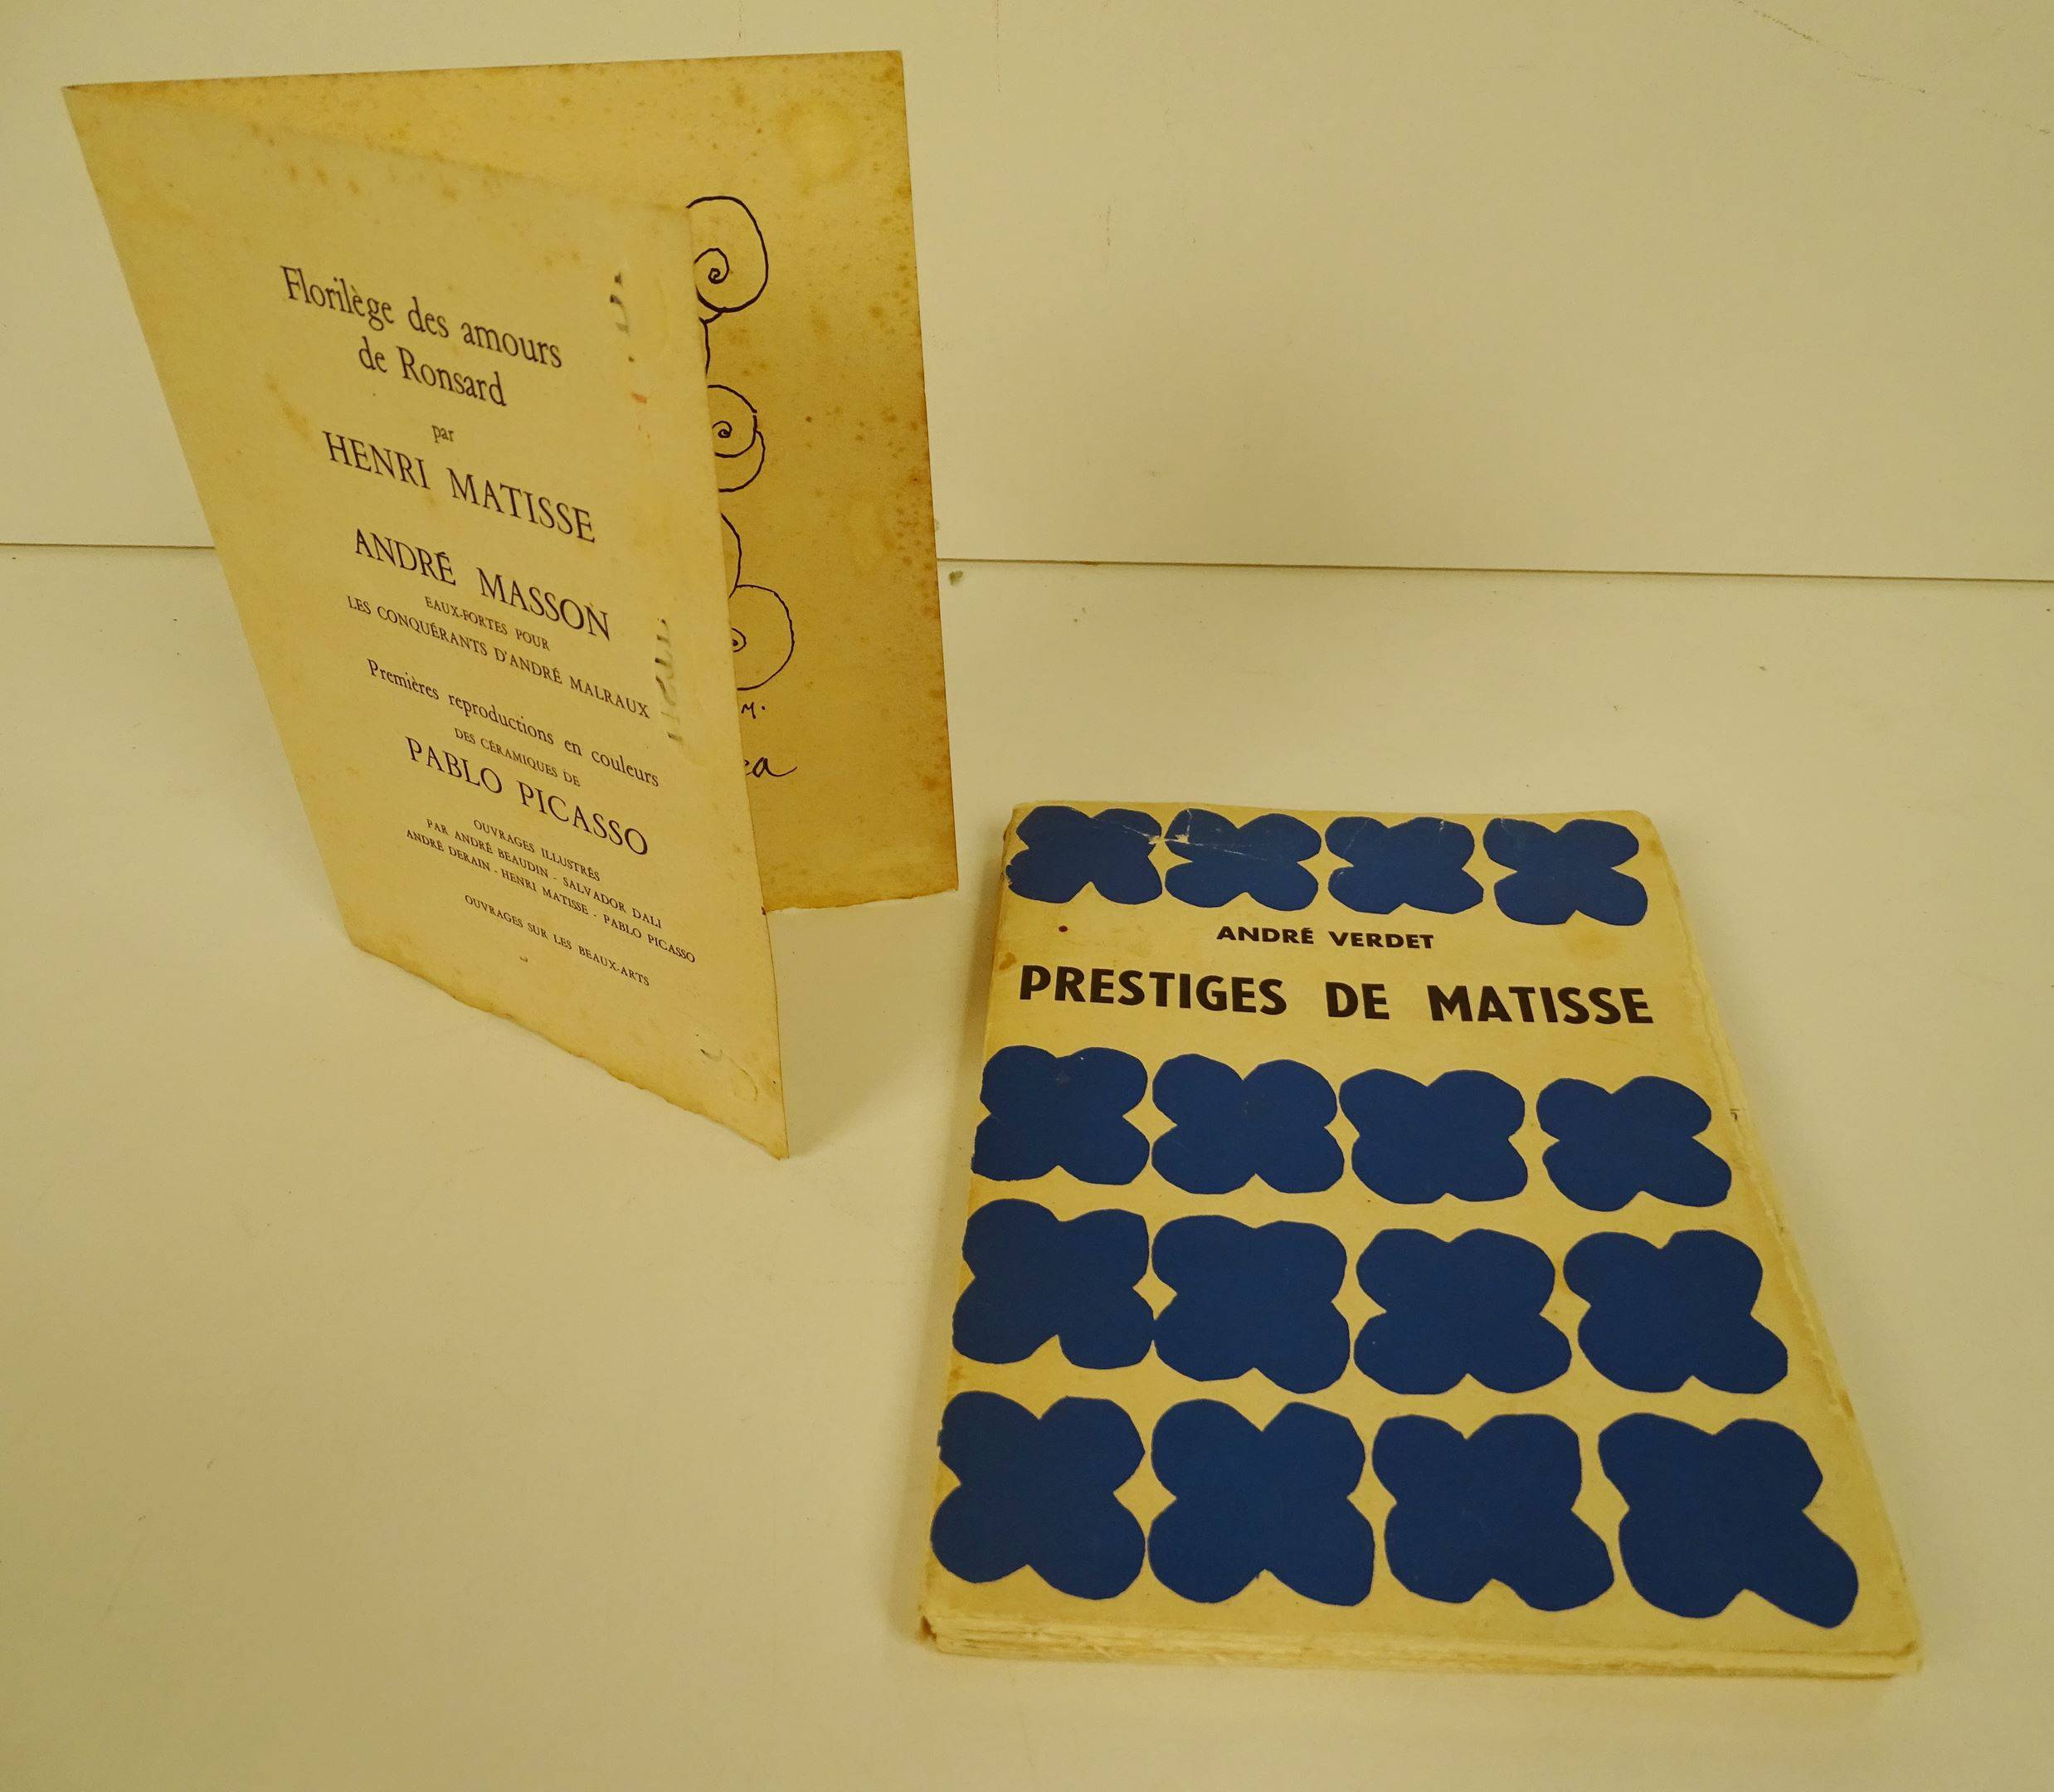 Florilège des amours
de Ronsard
par
HENRI MATISSE
ANDRÉ MASSON
EAUX-FORTES POUR
LES CONQUÉRANTS D'ANDRÉ MALRAUX
Premières reproductions en couleurs
DES CÉRAMIQUES DE
PABLO PICASSO
OUVRAGES ILLUSTRÉS
PAR ANDRÉ BEAUDIN - SALVADOR DALI
ANDRÉ DERAIN - HENRI MATISSE - PABLO PICASSO
OUVRAGES SUR LES BEAUX-ARTS
ANDRÉ VERDET
PRESTIGES DE MATISSE